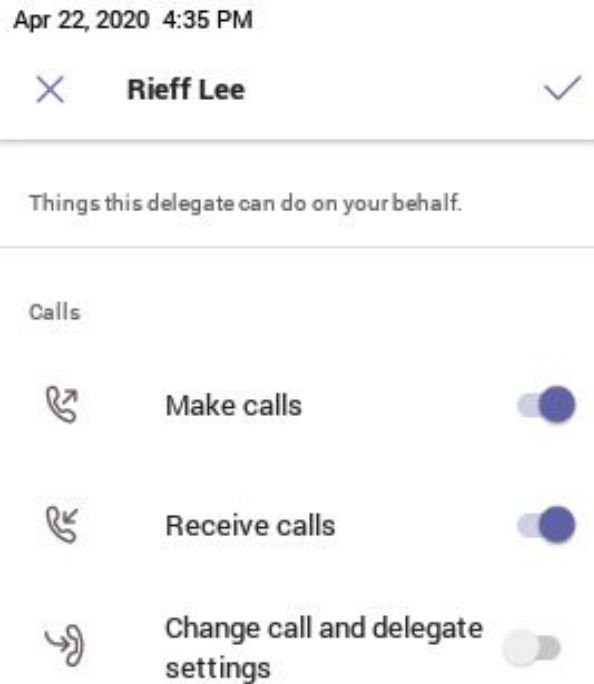 Apr 22, 2020 4:35 PM
Rieff Lee
Things this delegate can do on your behalf.
Calls
Make calls
Receive calls
Change call and delegate
settings